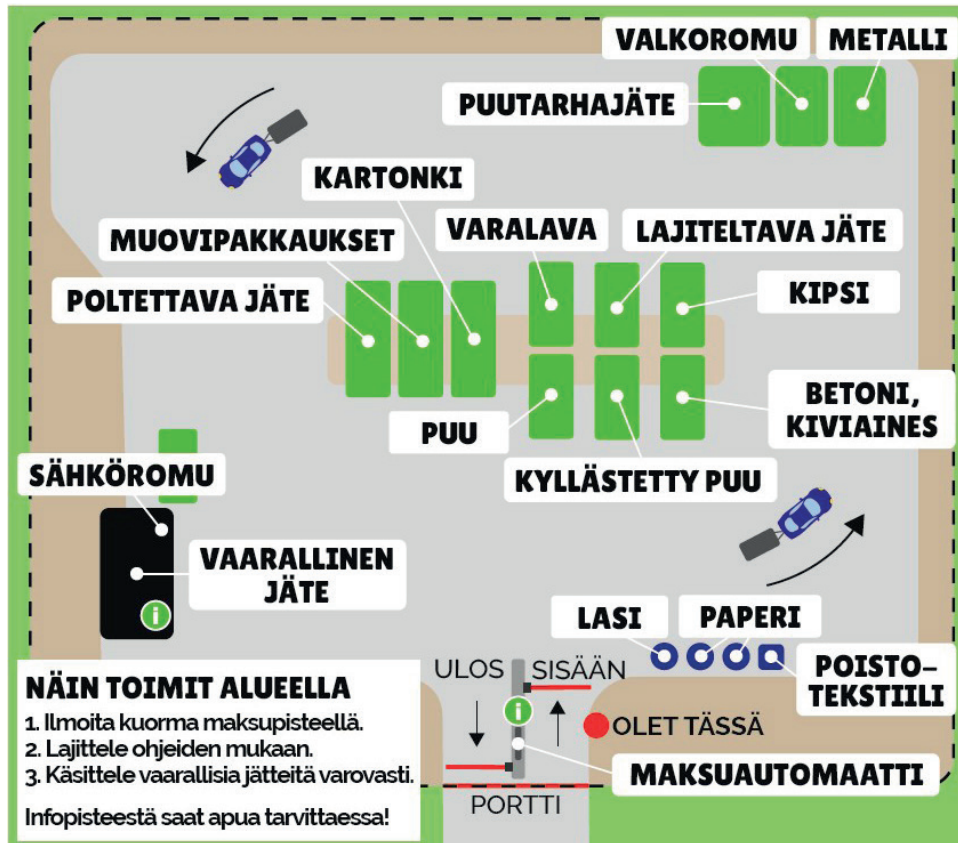 VALKOROMU
METALLI
PUUTARHAJÄTE
KARTONKI
VARALAVA
LAJITELTAVA JÄTE
MUOVIPAKKAUKSET
KIPSI
POLTETTAVA JÄTE
BETONI,
KIVIAINES
PUU
KYLLÄSTETTY PUU
SÄHKÖROMU
VAARALLINEN
JÄTE
i
LASI
PAPERI
POISTO-
TEKSTIILI
ULOS
SISÄÄN
i
OLET TÄSSÄ
MAKSUAUTOMAATTI
PORTTI
NÄIN TOIMIT ALUEELLA
1. Ilmoita kuorma maksupisteellä.
2. Lajittele ohjeiden mukaan.
3. Käsittele vaarallisia jätteitä varovasti.
Infopisteestä saat apua tarvittaessa!